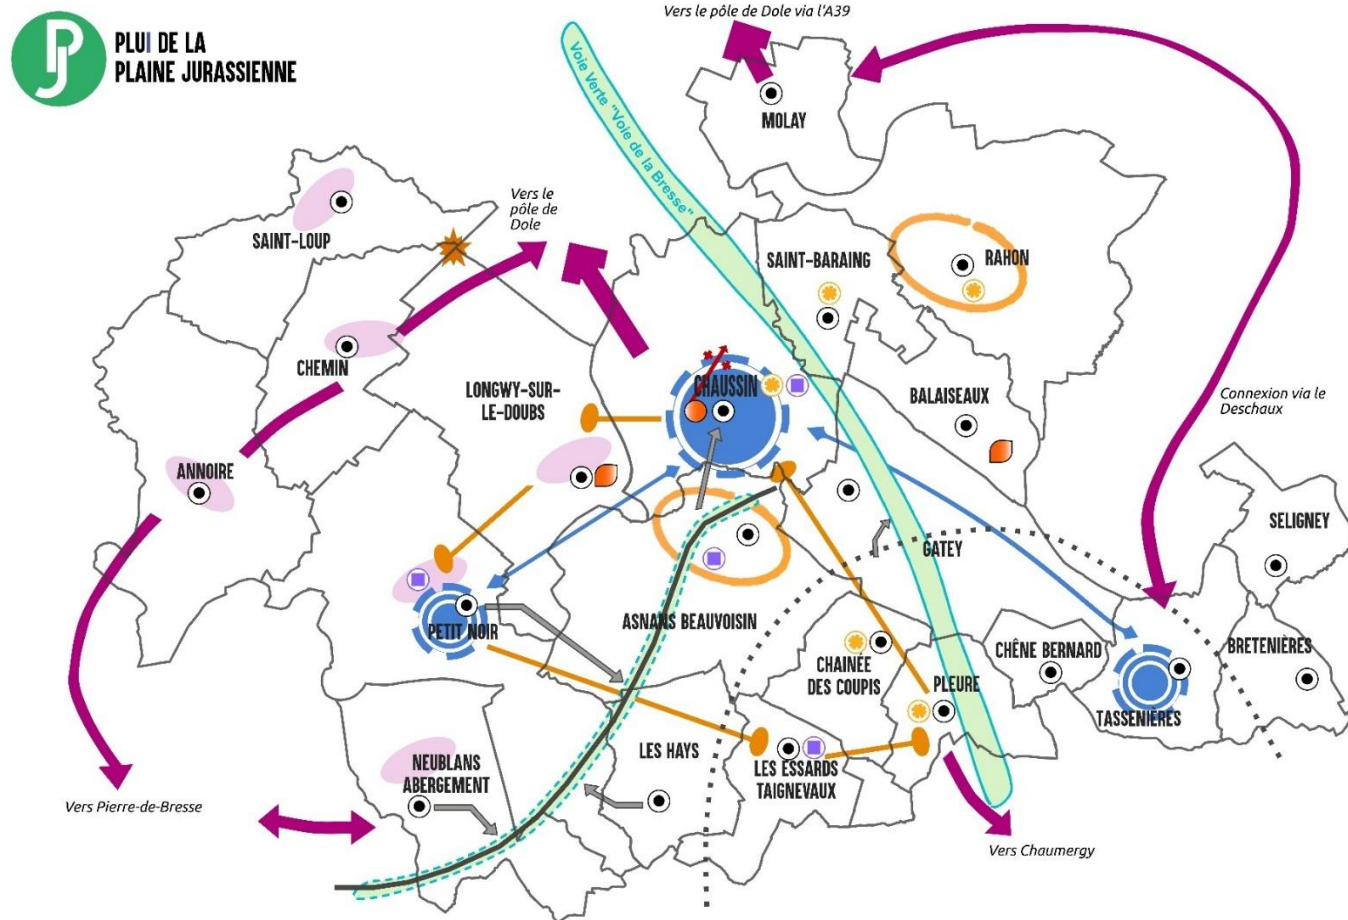 PLUI DE LA
PLAINE JURASSIENNE
Vers le pôle de Dole via l'A39
Voie Verte "Voie de la Bresse"
MOLAY
Vers le
pôle de
Dole
SAINT-LOUP
SAINT-BARAING
RAHON
CHEMIN
LONGWY-SUR-
LE-DOUBS
CHAUSSIN
BALAISEAUX
Connexion via le
Deschaux
ANNOIRE
SELIGNEY
GATEY
PETIT NOIR
ASNANS BEAUVOISIN
CHAINÉE
DES COUPIS
PLEURE
CHÊNE BERNARD
BRETENIÈRES
TASSENIÈRES
NEUBLANS
ABERGEMENT
LES HAYS
LES ESSARDS
TAIGNEVAUX
Vers Pierre-de-Bresse
Vers Chaumergy